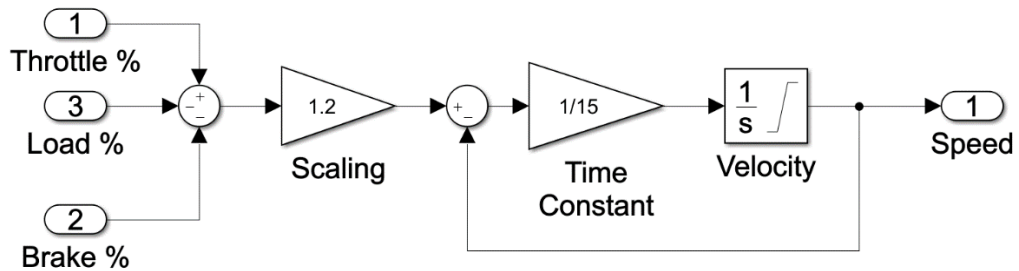 1
Throttle %
3
Load %
2
Brake %
+
−
−
1.2
Scaling
+
−
1/15
Time
Constant
1
s
Velocity
1
Speed